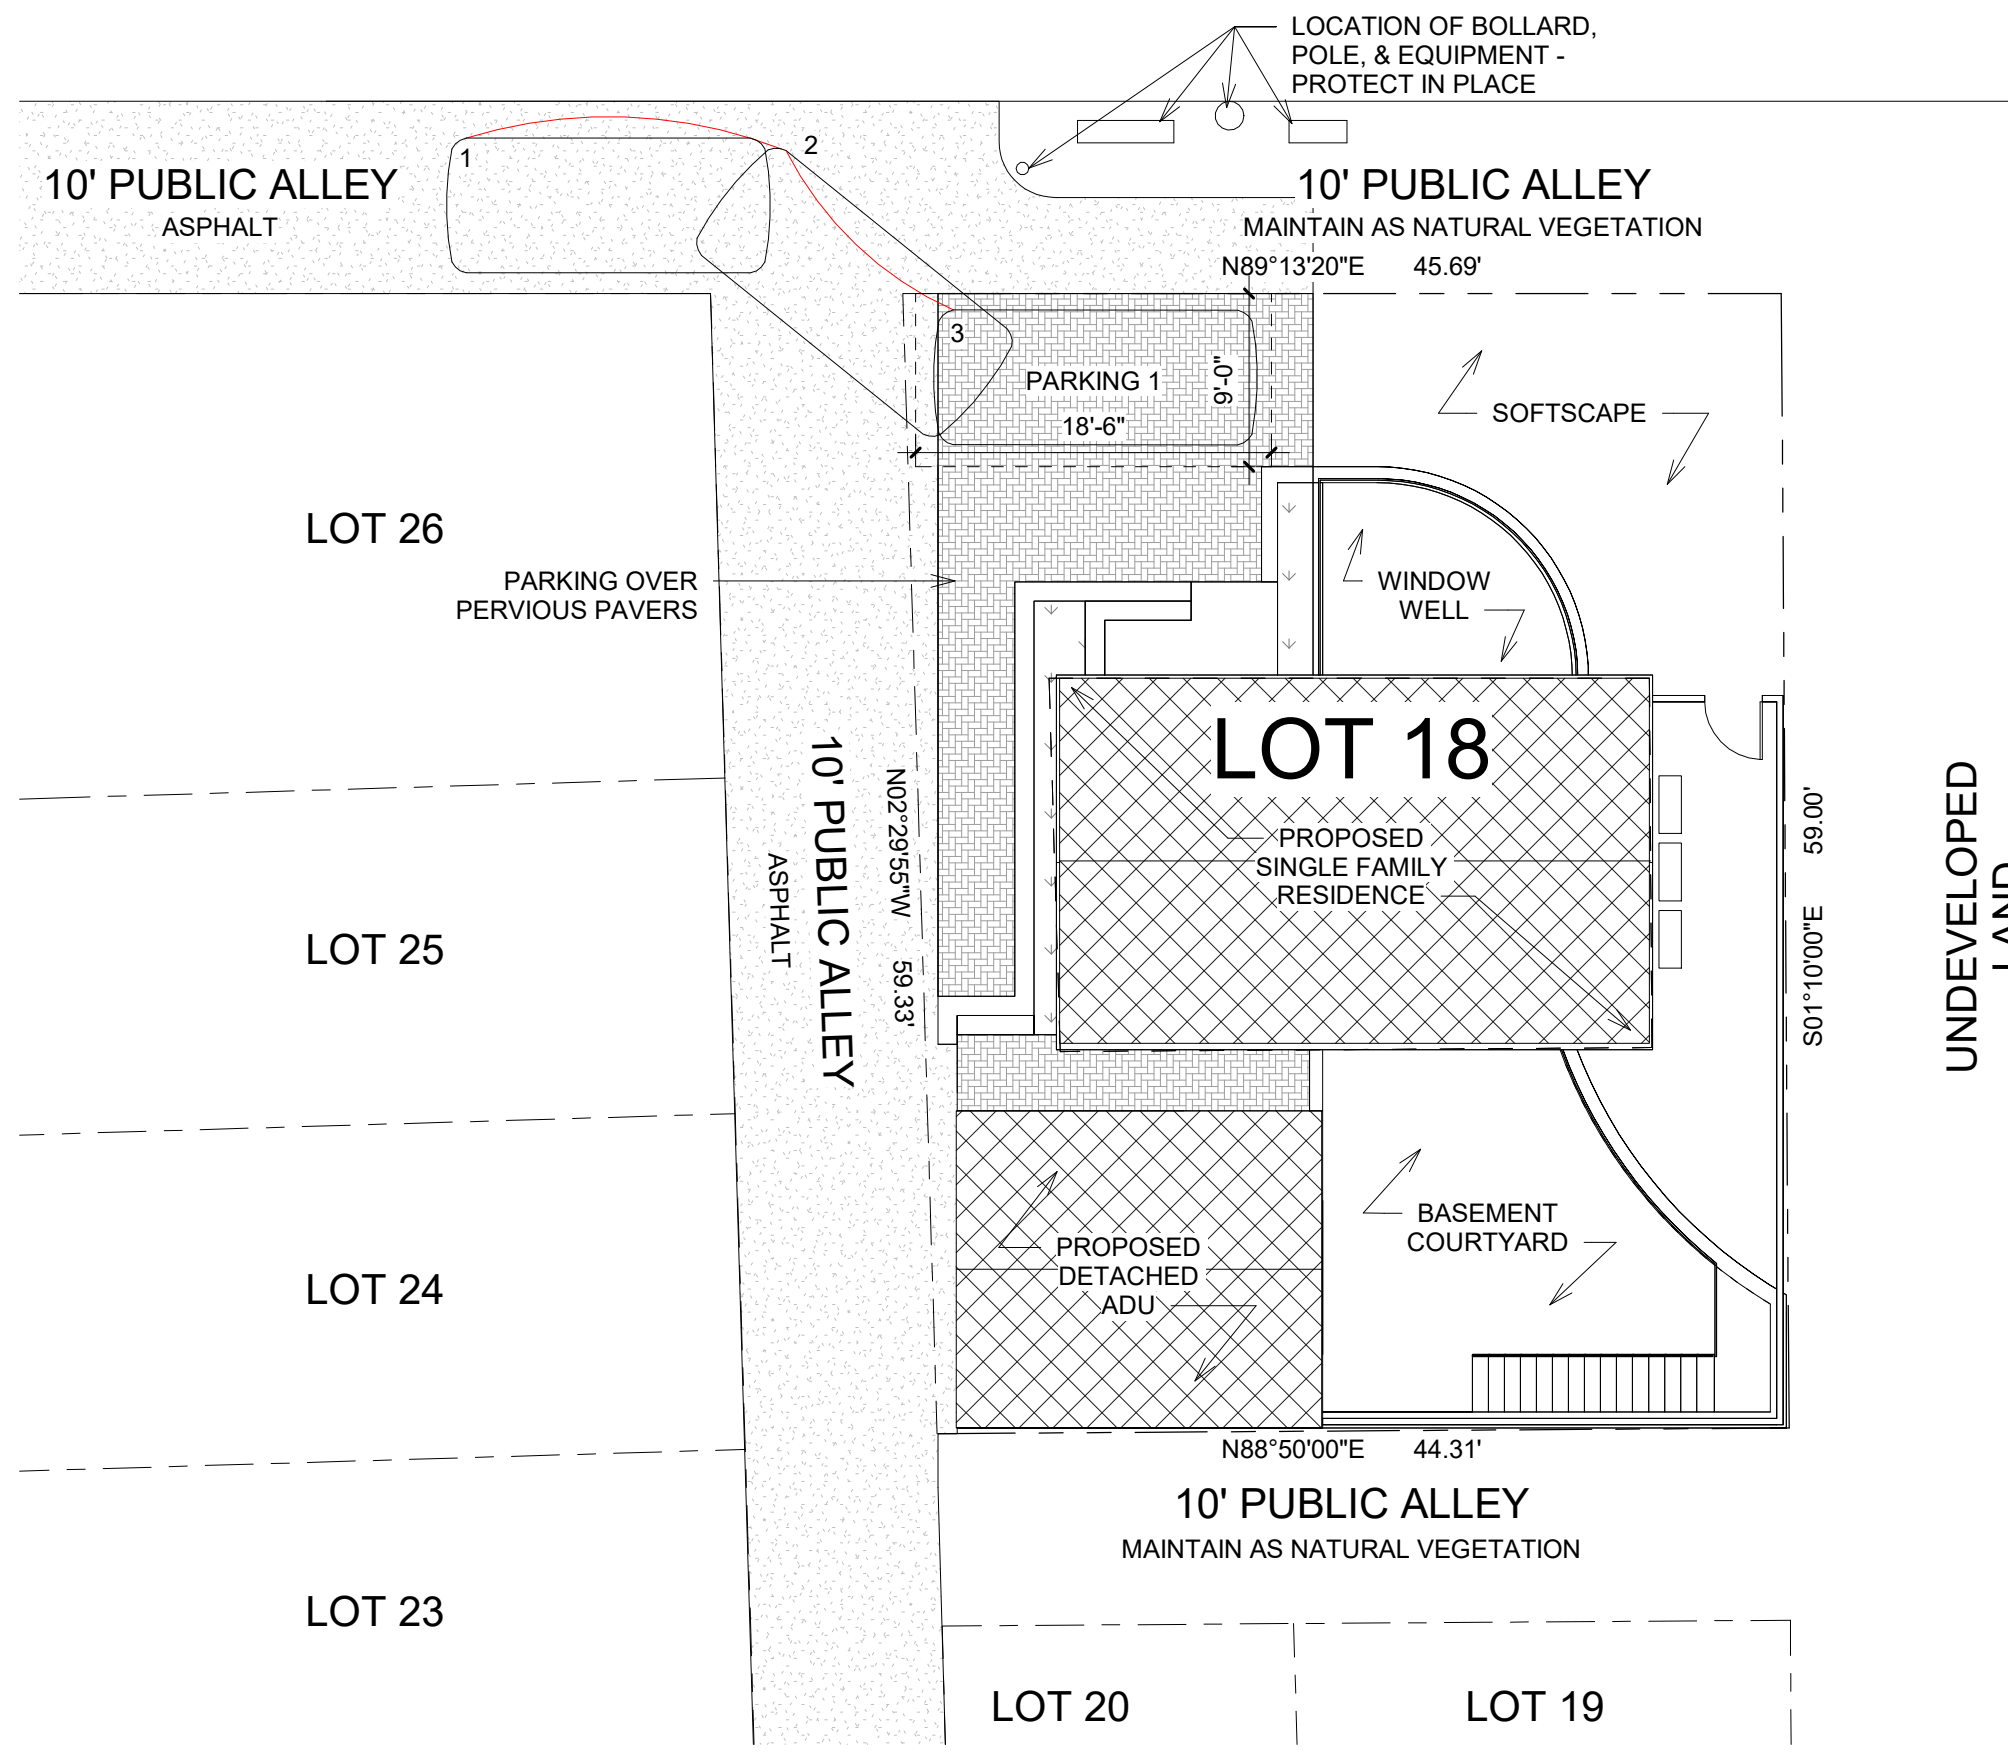 LOCATION OF BOLLARD,
POLE, & EQUIPMENT -
PROTECT IN PLACE
1
2
10' PUBLIC ALLEY
ASPHALT
10' PUBLIC ALLEY
MAINTAIN AS NATURAL VEGETATION
N89°13'20"E 45.69'
3
PARKING 1
9'-0"
18'-6"
SOFTSCAPE
LOT 26
PARKING OVER
PERVIOUS PAVERS
WINDOW
WELL
LOT 18
PROPOSED
SINGLE FAMILY
RESIDENCE
10' PUBLIC ALLEY
ASPHALT
N02°29'55"W 59.33'
S01°10'00"E 59.00'
UNDEVELOPED
LAND
LOT 25
LOT 24
PROPOSED
DETACHED
ADU
BASEMENT
COURTYARD
N88°50'00"E 44.31'
10' PUBLIC ALLEY
MAINTAIN AS NATURAL VEGETATION
LOT 23
LOT 20
LOT 19